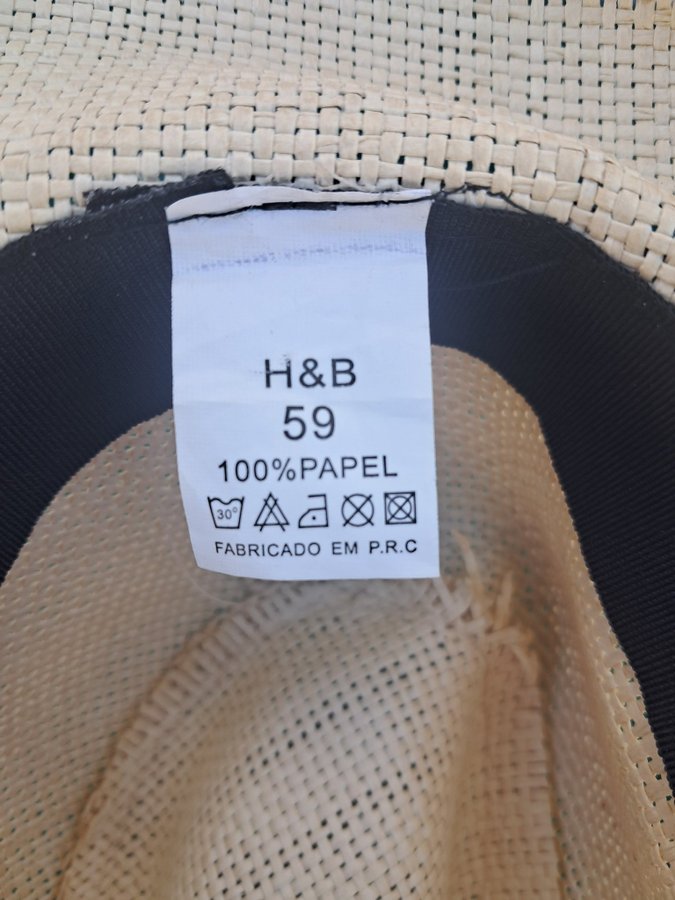 H&B
59
100%PAPEL
30°
FABRICADO EM P.R.C